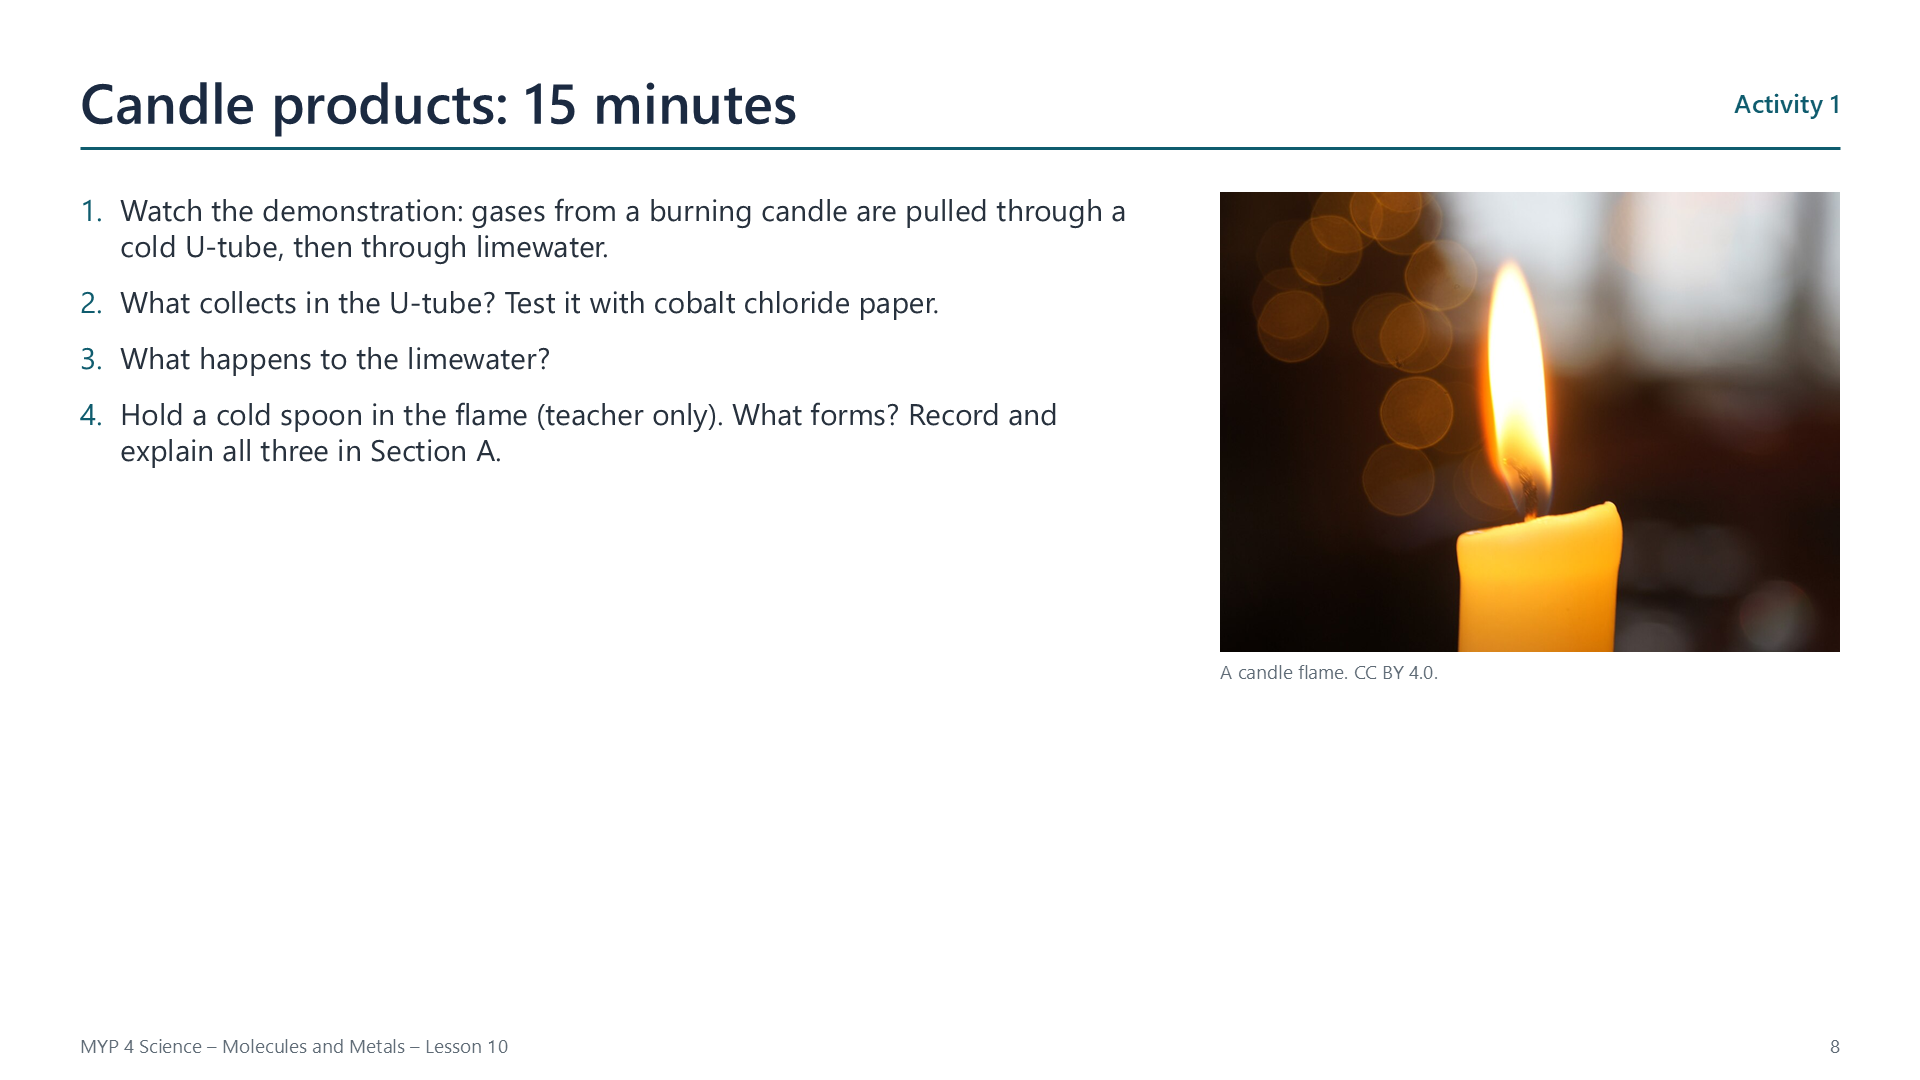 Candle products: 15 minutes
Activity 1
1. Watch the demonstration: gases from a burning candle are pulled through a
cold U-tube, then through limewater.
2. What collects in the U-tube? Test it with cobalt chloride paper.
3. What happens to the limewater?
4. Hold a cold spoon in the flame (teacher only). What forms? Record and
explain all three in Section A.
A candle flame. CC BY 4.0.
MYP 4 Science – Molecules and Metals – Lesson 10
8